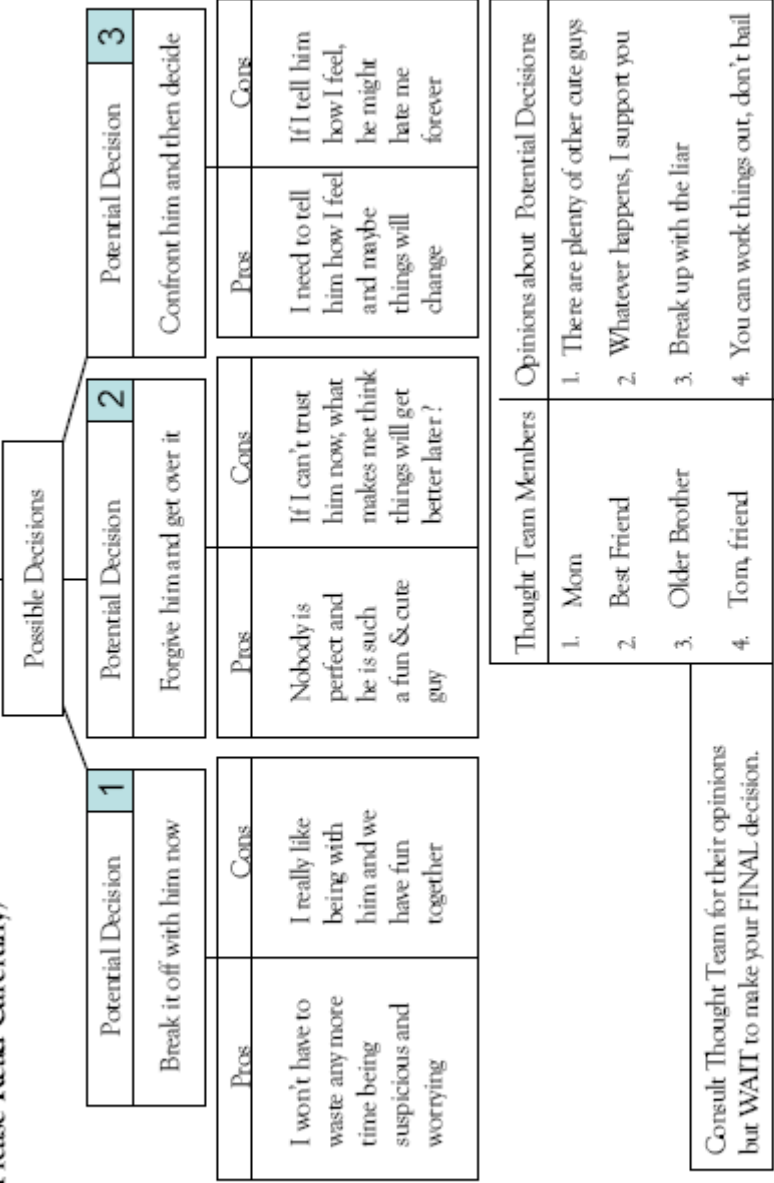 Please Read Carefully)
Possible Decisions
Potential Decision
1
Break it off with him now
Pros
Cons
I won't have to
waste any more
time being
suspicious and
worrying
I really like
being with
him and we
have fun
together
Potential Decision
2
Forgive him and get over it
Pros
Cons
Nobody is
perfect and
he is such
a fun & cute
guy
If I can't trust
him now, what
makes me think
things will get
better later?
Potential Decision
3
Confront him and then decide
Pros
Cons
I need to tell
him how I feel
and maybe
things will
change
If I tell him
how I feel,
he might
hate me
forever
Consult Thought Team for their opinions
but WAIT to make your FINAL decision.
Thought Team Members
1. Mom
2. Best Friend
3. Older Brother
4. Tom, friend
Opinions about Potential Decisions
1. There are plenty of other cute guys
2. Whatever happens, I support you
3. Break up with the liar
4. You can work things out, don't bail